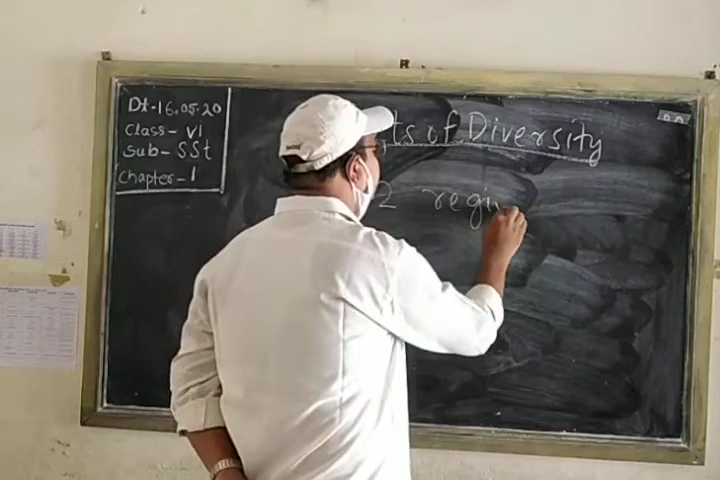 Dt.-16.05.20
Class - VI
Sub - SSt
Chapter - 1
ts of Diversity
2 regi